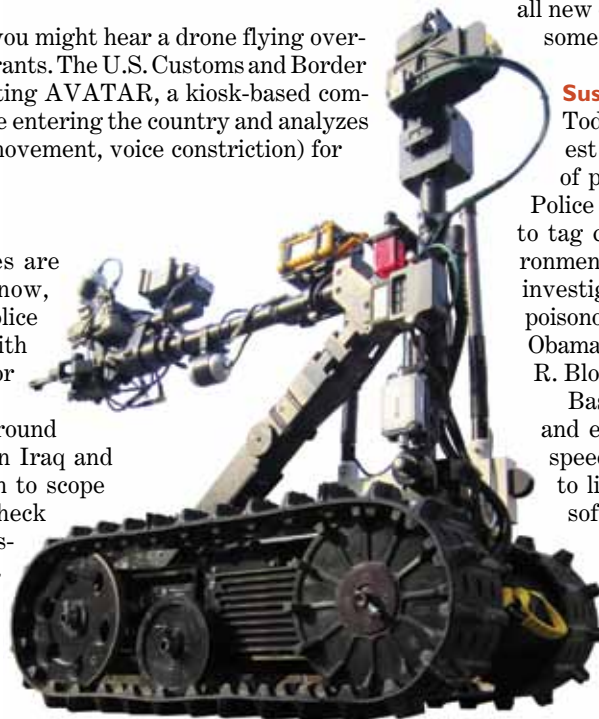 you might hear a drone flying over-
rants. The U.S. Customs and Border
ting AVATAR, a kiosk-based com-
e entering the country and analyzes
movement, voice constriction) for
es are
now,
lice
ith
or
round
n Iraq and
n to scope
heck
s-
all new
some
Sus
Tod
est
of p
Police
to tag c
ronmen
investig
poisono
Obama
R. Blo
Bas
and e
speec
to li
sof